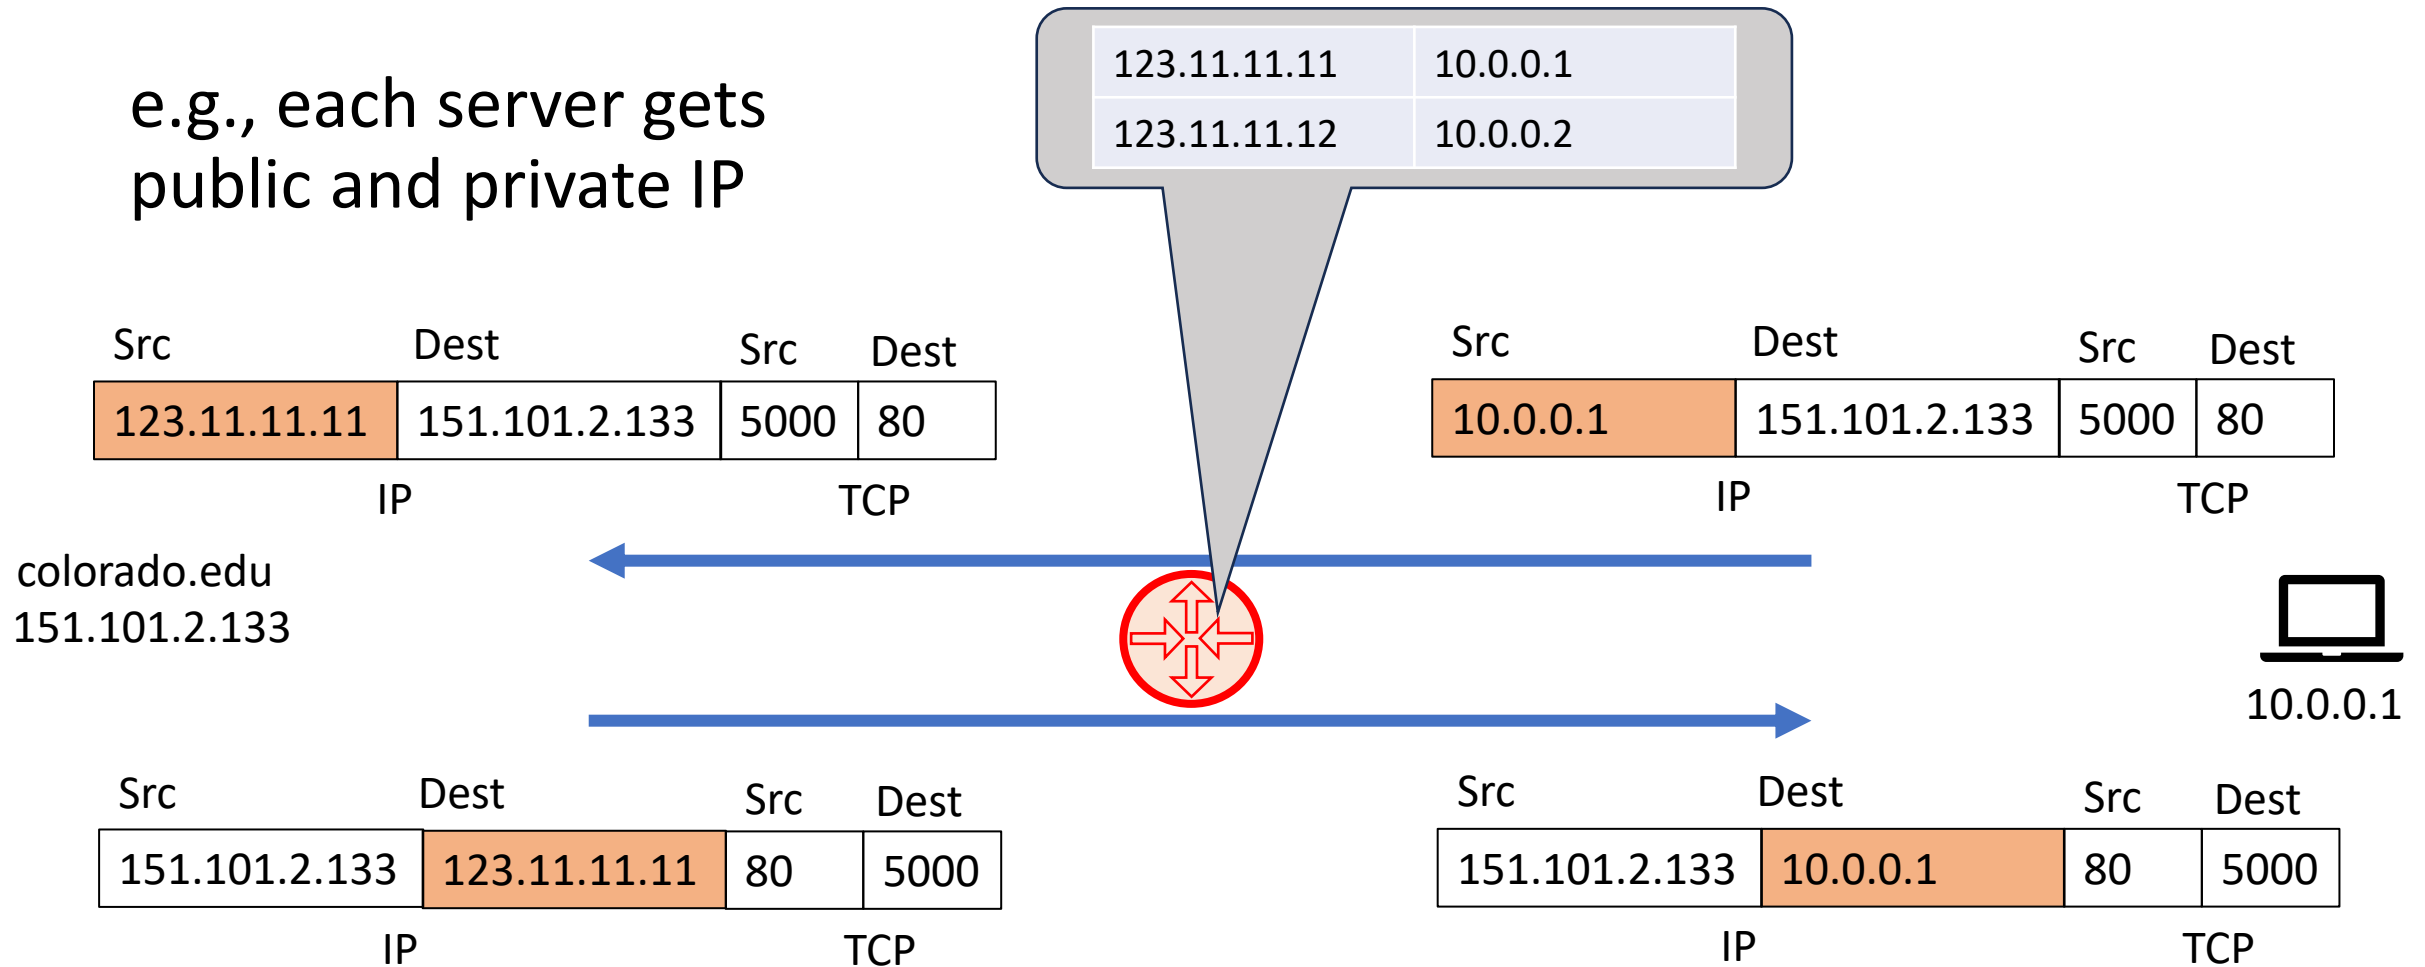 e.g., each server gets
public and private IP
123.11.11.11 10.0.0.1
123.11.11.12 10.0.0.2
Src Dest Src Dest
123.11.11.11 151.101.2.133 5000 80
IP TCP
Src Dest Src Dest
10.0.0.1 151.101.2.133 5000 80
IP TCP
colorado.edu
151.101.2.133
10.0.0.1
Src Dest Src Dest
151.101.2.133 123.11.11.11 80 5000
IP TCP
Src Dest Src Dest
151.101.2.133 10.0.0.1 80 5000
IP TCP